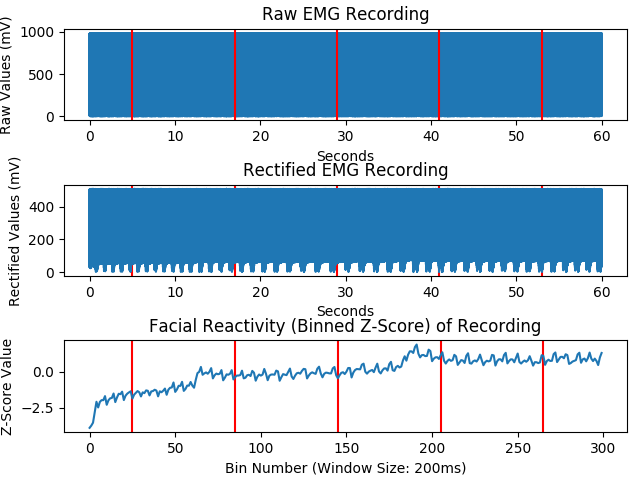 Raw EMG Recording
Raw Values (mV)
1000
500
0
0 10 20 30 40 50 60
Seconds
Rectified EMG Recording
Rectified Values (mV)
400
200
0
0 10 20 30 40 50 60
Seconds
Facial Reactivity (Binned Z-Score) of Recording
Z-Score Value
0.0
−2.5
0 50 100 150 200 250 300
Bin Number (Window Size: 200ms)